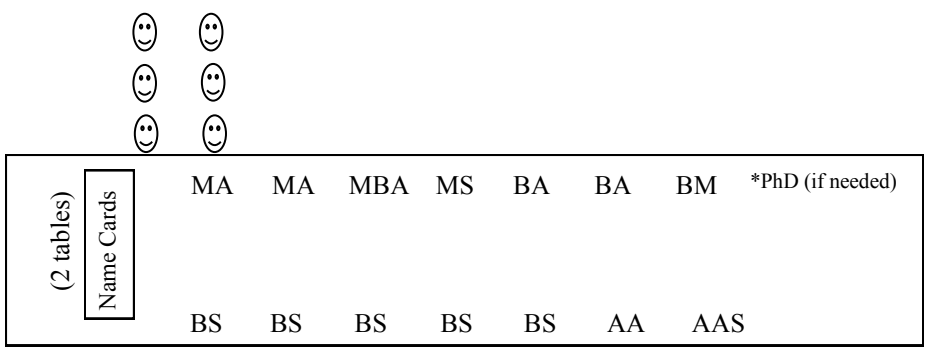 MA MA MBA MS BA BA BM *PhD (if needed)
(2 tables)
Name Cards
BS BS BS BS BS AA AAS